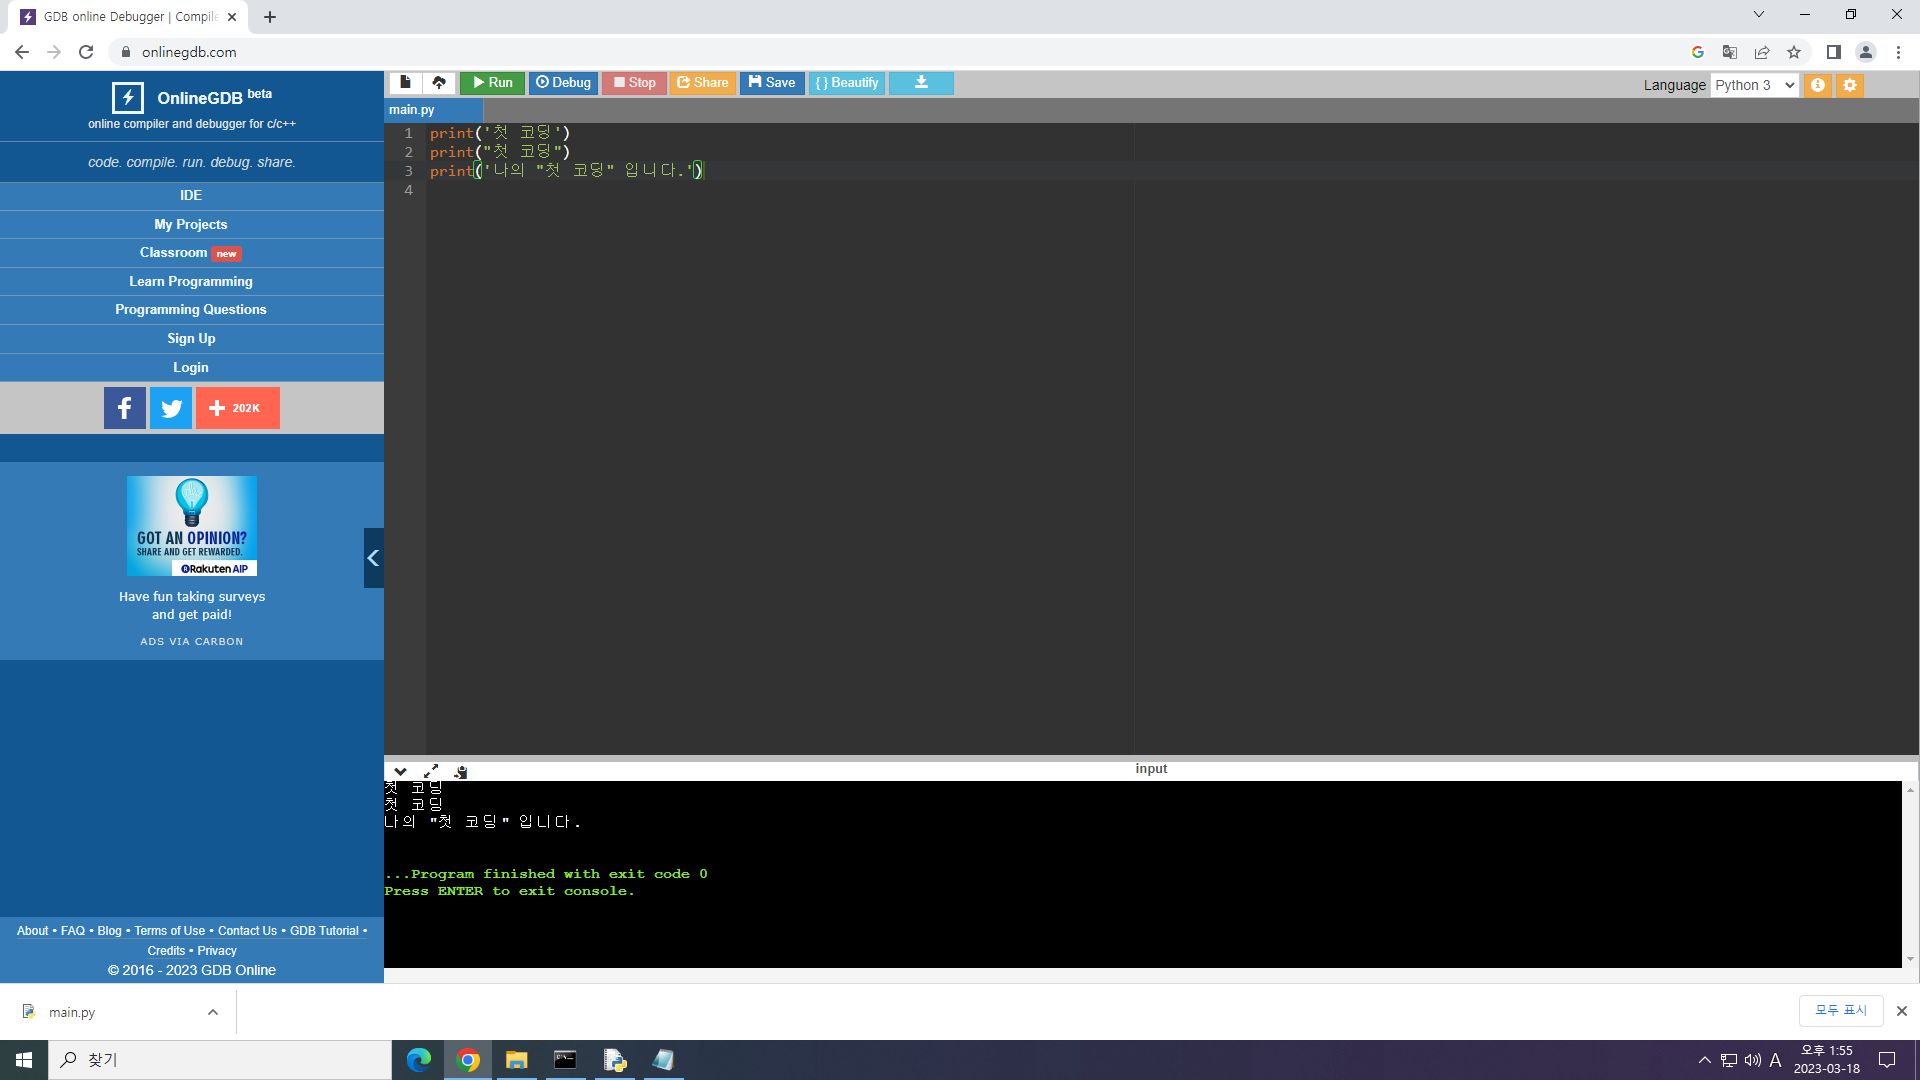 GDB online Debugger | Compile
onlinegdb.com
OnlineGDB beta
online compiler and debugger for c/c++
code. compile. run. debug. share.
IDE
My Projects
Classroom new
Learn Programming
Programming Questions
Sign Up
Login
202K
GOT AN OPINION?
SHARE AND GET REWARDED.
Rakuten AIP
Have fun taking surveys
and get paid!
ADS VIA CARBON
About • FAQ • Blog • Terms of Use • Contact Us • GDB Tutorial •
Credits • Privacy
© 2016 - 2023 GDB Online
Run Debug Stop Share Save { } Beautify
Language Python 3
main.py
1 print('첫 코딩')
2 print("첫 코딩")
3 print('나의 "첫 코딩" 입니다.')
4
input
첫 코딩
첫 코딩
나의 "첫 코딩" 입니다.
...Program finished with exit code 0
Press ENTER to exit console.
main.py
모두 표시
찾기
A
오후 1:55
2023-03-18